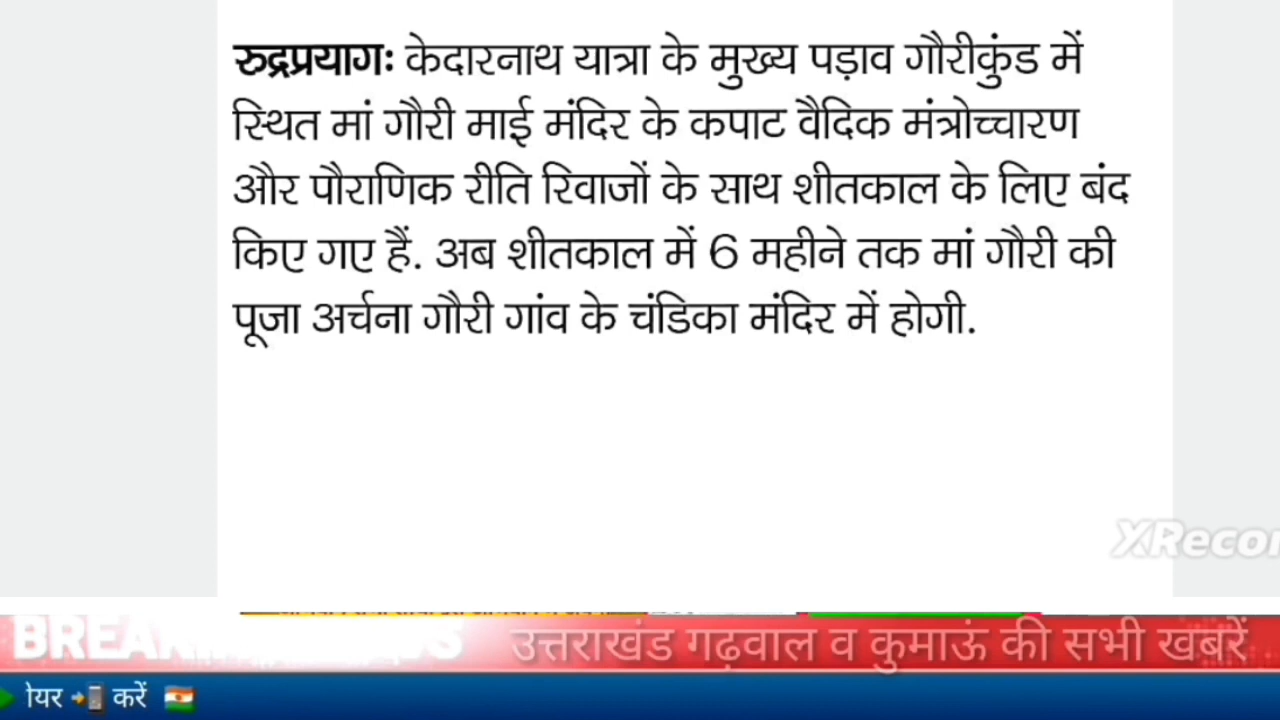 रुद्रप्रयागः केदारनाथ यात्रा के मुख्य पड़ाव गौरीकुंड में
स्थित मां गौरी माई मंदिर के कपाट वैदिक मंत्रोच्चारण
और पौराणिक रीति रिवाजों के साथ शीतकाल के लिए बंद
किए गए हैं. अब शीतकाल में 6 महीने तक मां गौरी की
पूजा अर्चना गौरी गांव के चंडिका मंदिर में होगी.
XRecor
उत्तराखंड गढ़वाल व कुमाऊं की सभी खबरें
करें